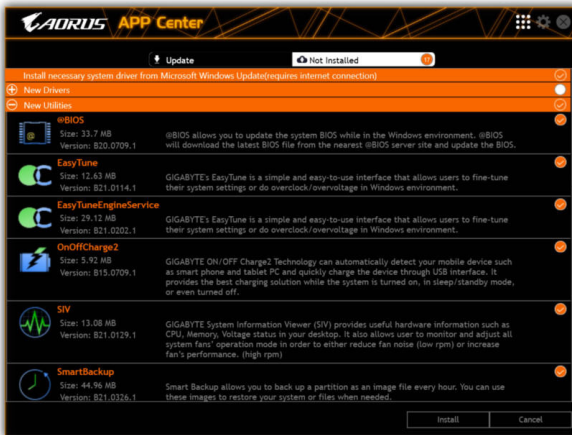 AORUS APP Center
Update
Not Installed 17
Install necessary system driver from Microsoft Windows Update(requires internet connection)
New Drivers
New Utilities
@BIOS
Size: 33.7 MB
Version: B20.0709.1
@BIOS allows you to update the system BIOS while in the Windows environment. @BIOS
will download the latest BIOS file from the nearest @BIOS server site and update the BIOS.
EasyTune
Size: 12.63 MB
Version: B21.0114.1
GIGABYTE's EasyTune is a simple and easy-to-use interface that allows users to fine-tune
their system settings or do overclock/overvoltage in Windows environment.
EasyTuneEngineService
Size: 29.12 MB
Version: B21.0202.1
GIGABYTE's EasyTune is a simple and easy-to-use interface that allows users to fine-tune
their system settings or do overclock/overvoltage in Windows environment.
OnOffCharge2
Size: 5.92 MB
Version: B15.0709.1
GIGABYTE ON/OFF Charge2 Technology can automatically detect your mobile device such
as smart phone and tablet PC and quickly charge the device through USB interface. It
provides the best charging solution while the system is turned on, in sleep/standby mode,
or even turned off.
SIV
Size: 13.08 MB
Version: B21.0129.1
GIGABYTE System Information Viewer (SIV) provides useful hardware information such as
CPU, Memory, Voltage status in your desktop. It also allows user to monitor and adjust all
system fans' operation mode in order to either reduce fan noise (low rpm) or increase
fan's performance. (high rpm)
SmartBackup
Size: 44.96 MB
Version: B21.0326.1
Smart Backup allows you to back up a partition as an image file every hour. You can use
these images to restore your system or files when needed.
Install
Cancel